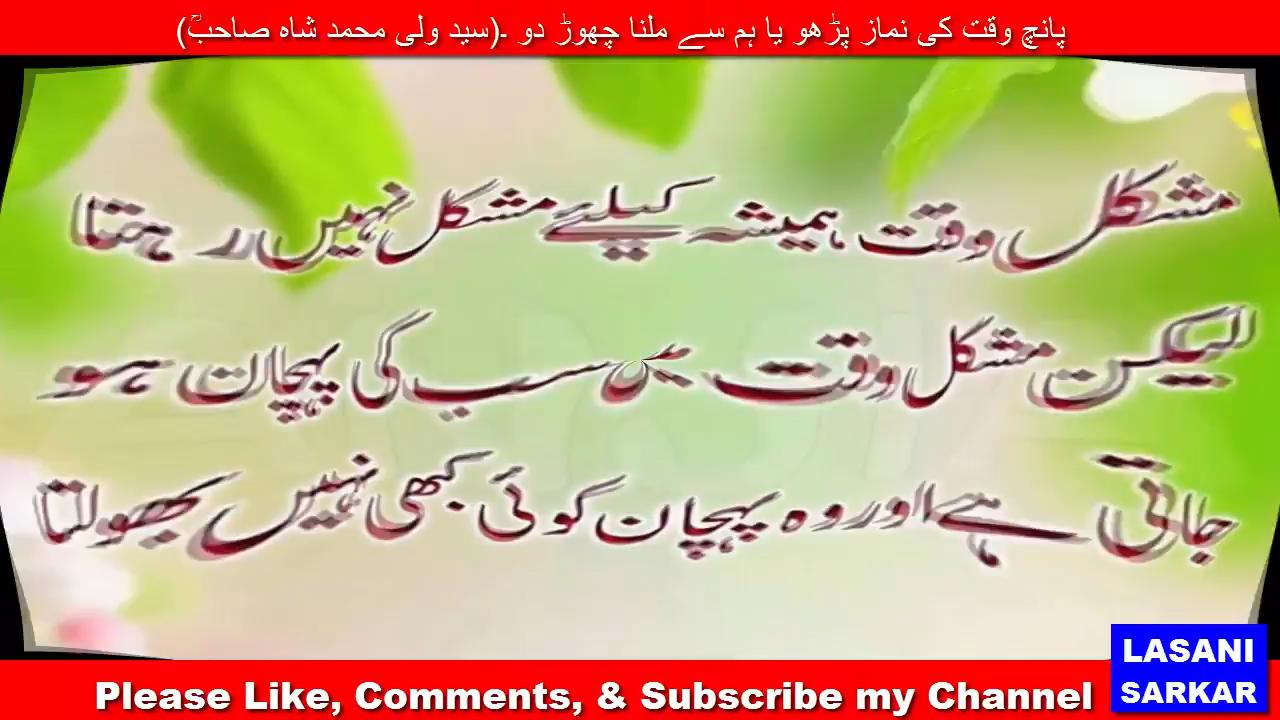 پانچ وقت کی نماز پڑھو یا ہم سے ملنا چھوڑ دو ۔(سید ولی محمد شاہ صاحبؒ)
مشکل وقت ہمیشہ کیلئے مشکل نہیں رہتا
لیکن مشکل وقت میں سب کی پہچان ہو
جاتی ہے اور وہ پہچان کوئی کبھی نہیں بھولتا
LASANI
SARKAR
Please Like, Comments, & Subscribe my Channel